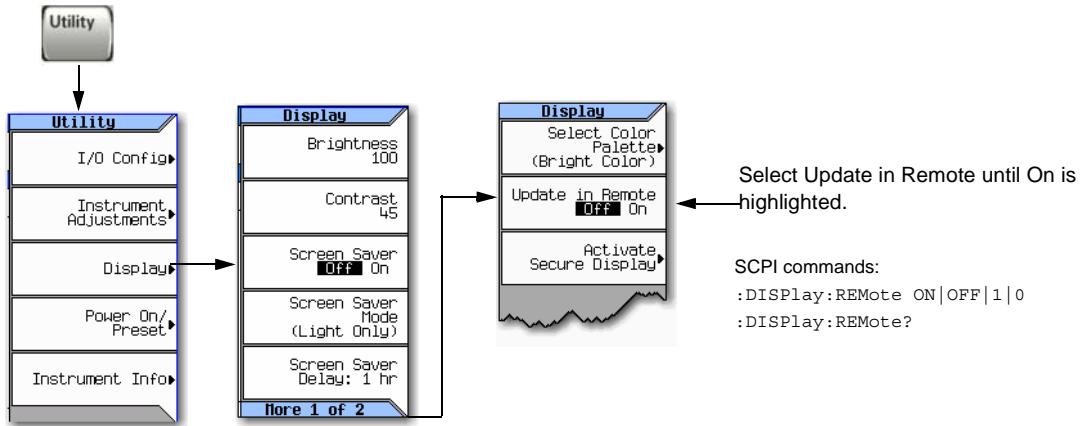 Utility
Utility
I/O Config
Instrument
Adjustments
Display
Power On/
Preset
Instrument Info
Display
Brightness
100
Contrast
45
Screen Saver
Off On
Screen Saver
Mode
(Light Only)
Screen Saver
Delay: 1 hr
More 1 of 2
Display
Select Color
Palette
(Bright Color)
Update in Remote
Off On
Activate
Secure Display
Select Update in Remote until On is
highlighted.
SCPI commands:
:DISPlay:REMote ON|OFF|1|0
:DISPlay:REMote?